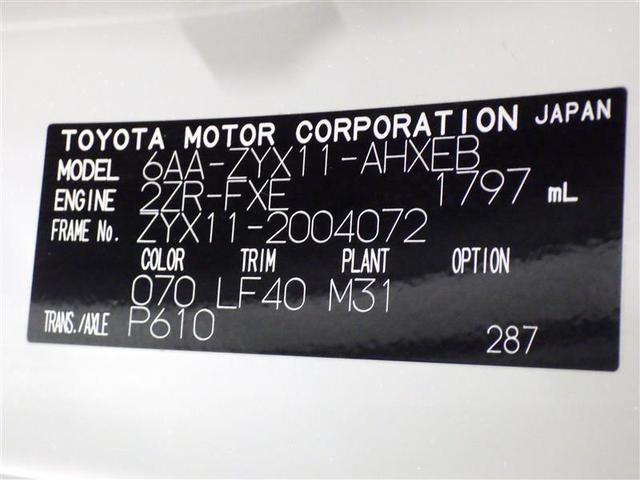 TOYOTA MOTOR CORPORATION JAPAN
MODEL 6AA-ZYX11-AHXEB
ENGINE 2ZR-FXE 1797 mL
FRAME No. ZYX11-2004072
COLOR TRIM PLANT OPTION
070 LF40 M31
TRANS./AXLE P610 287